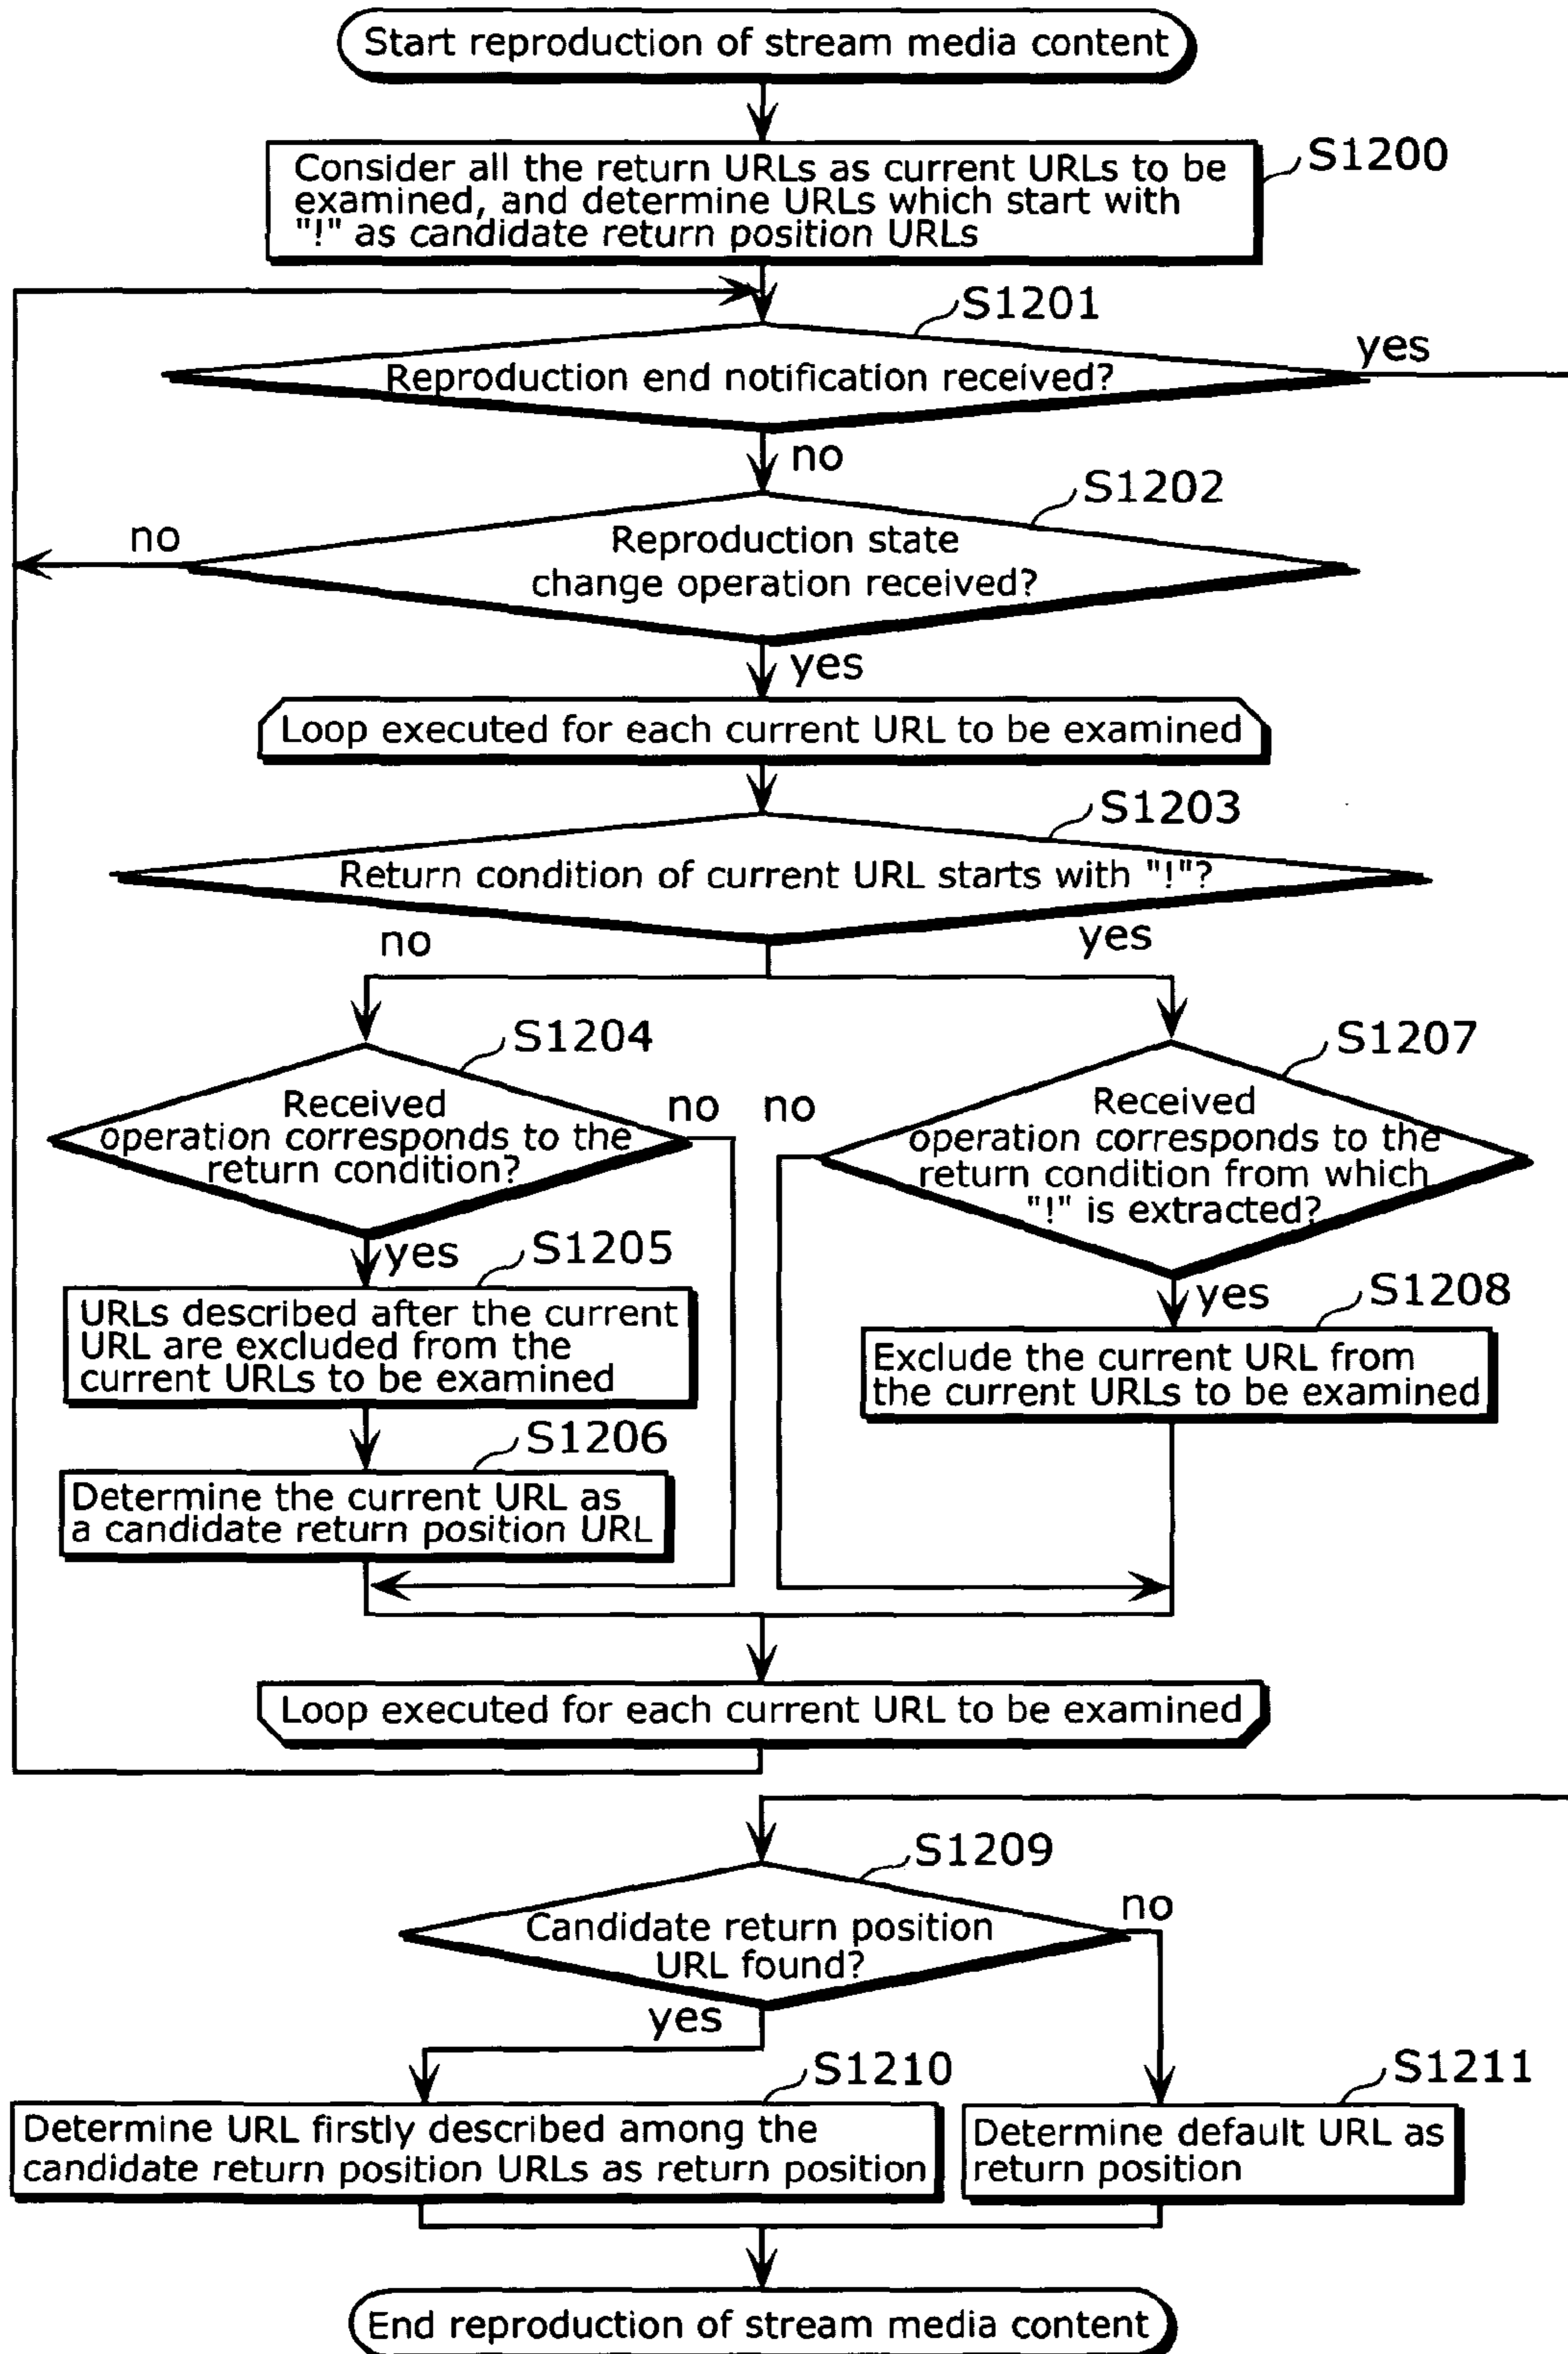 Start reproduction of stream media content
S1200
Consider all the return URLs as current URLs to be
examined, and determine URLs which start with
"!" as candidate return position URLs
S1201
yes
Reproduction end notification received?
no
S1202
no
Reproduction state
change operation received?
yes
Loop executed for each current URL to be examined
S1203
Return condition of current URL starts with "!"?
no
yes
S1204
Received
operation corresponds to the
return condition?
no
yes
S1205
URLs described after the current
URL are excluded from the
current URLs to be examined
S1206
Determine the current URL as
a candidate return position URL
S1207
no
Received
operation corresponds to the
return condition from which
"!" is extracted?
yes
S1208
Exclude the current URL from
the current URLs to be examined
Loop executed for each current URL to be examined
S1209
Candidate return position
URL found?
no
yes
S1210
Determine URL firstly described among the
candidate return position URLs as return position
S1211
Determine default URL as
return position
End reproduction of stream media content